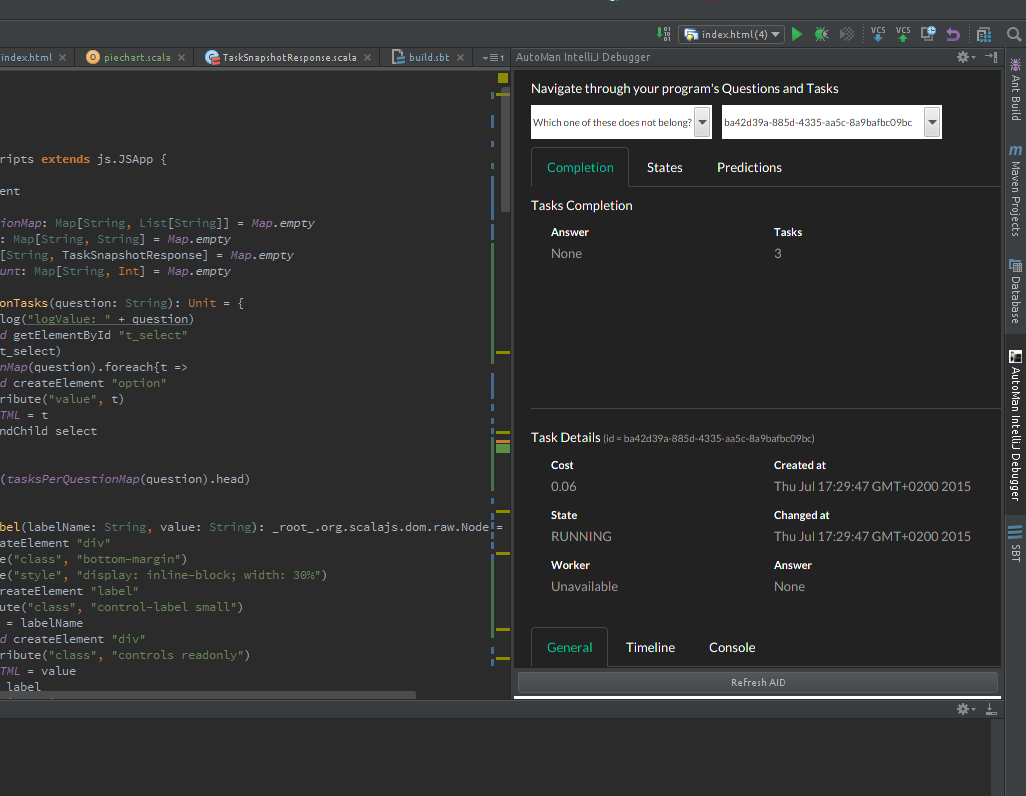 index.html(4)
VCS
VCS
index.html
piechart.scala
TaskSnapshotResponse.scala
build.sbt
AutoMan IntelliJ Debugger
ripts extends js.JSApp {
ent
ionMap: Map[String, List[String]] = Map.empty
: Map[String, String] = Map.empty
[String, TaskSnapshotResponse] = Map.empty
unt: Map[String, Int] = Map.empty
onTasks(question: String): Unit = {
log("logValue: " + question)
d getElementById "t_select"
t_select)
nMap(question).foreach{t =>
d createElement "option"
ribute("value", t)
TML = t
ndChild select
(tasksPerQuestionMap(question).head)
bel(labelName: String, value: String): _root_.org.scalajs.dom.raw.Node =
ateElement "div"
e("class", "bottom-margin")
e("style", "display: inline-block; width: 30%")
reateElement "label"
ute("class", "control-label small")
= labelName
d createElement "div"
ribute("class", "controls readonly")
TML = value
label
Navigate through your program's Questions and Tasks
Which one of these does not belong?
ba42d39a-885d-4335-aa5c-8a9bafbc09bc
Completion States Predictions
Tasks Completion
Answer Tasks
None 3
Task Details (id = ba42d39a-885d-4335-aa5c-8a9bafbc09bc)
Cost Created at
0.06 Thu Jul 17:29:47 GMT+0200 2015
State Changed at
RUNNING Thu Jul 17:29:47 GMT+0200 2015
Worker Answer
Unavailable None
General Timeline Console
Refresh AID
Ant Build
Maven Projects
Database
AutoMan IntelliJ Debugger
SBT